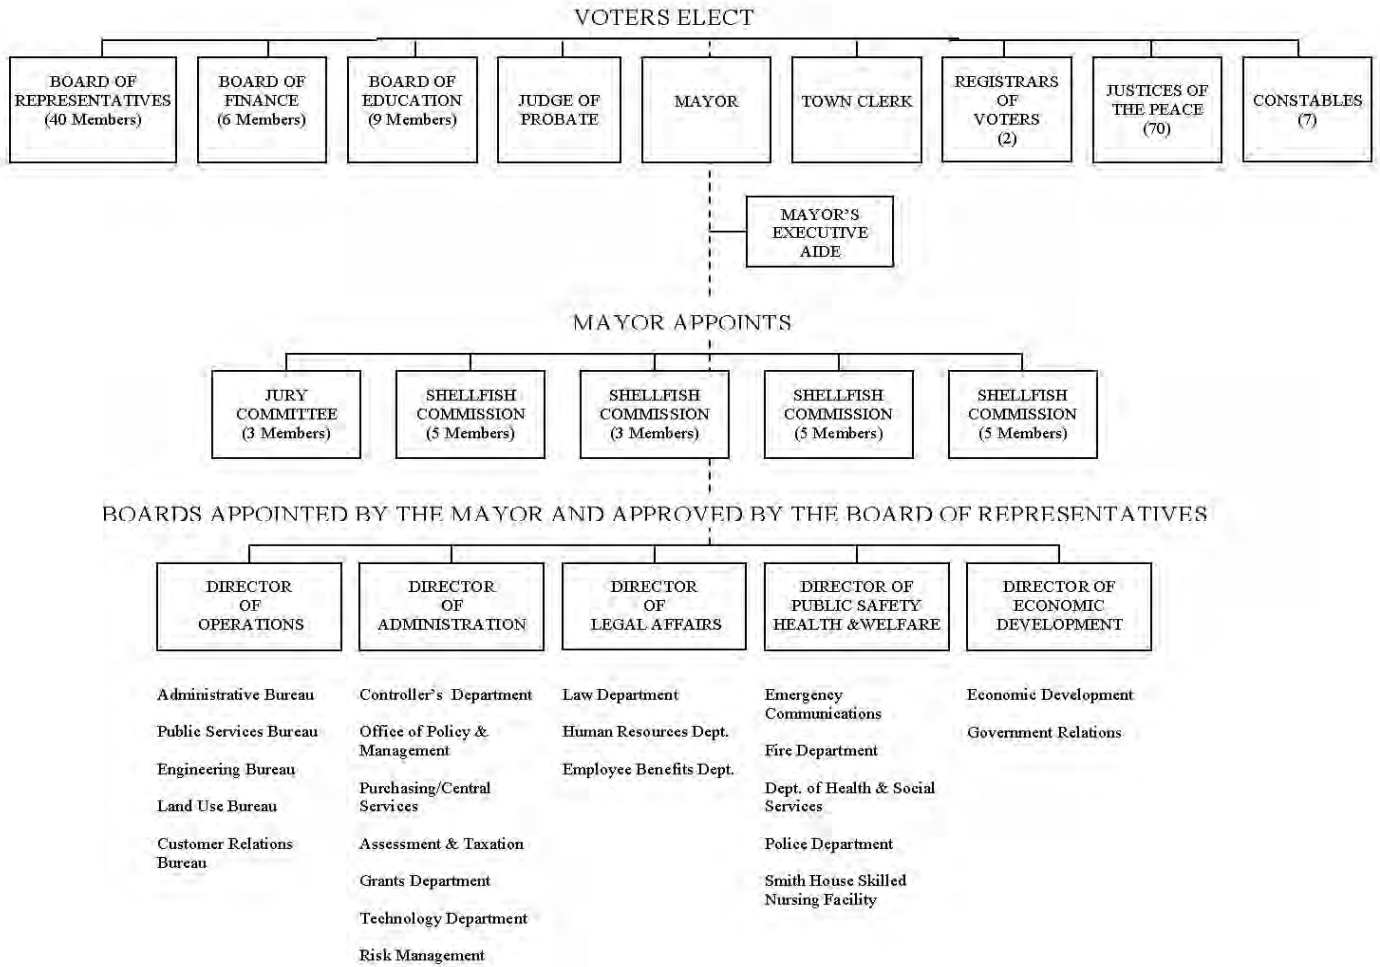 VOTERS ELECT
BOARD OF
REPRESENTATIVES
(40 Members)
BOARD OF
FINANCE
(6 Members)
BOARD OF
EDUCATION
(9 Members)
JUDGE OF
PROBATE
MAYOR
TOWN CLERK
REGISTRARS
OF
VOTERS
(2)
JUSTICES OF
THE PEACE
(70)
CONSTABLES
(7)
MAYOR'S
EXECUTIVE
AIDE
MAYOR APPOINTS
JURY
COMMITTEE
(3 Members)
SHELLFISH
COMMISSION
(5 Members)
SHELLFISH
COMMISSION
(3 Members)
SHELLFISH
COMMISSION
(5 Members)
SHELLFISH
COMMISSION
(5 Members)
BOARDS APPOINTED BY THE MAYOR AND APPROVED BY THE BOARD OF REPRESENTATIVES
DIRECTOR
OF
OPERATIONS
DIRECTOR
OF
ADMINISTRATION
DIRECTOR
OF
LEGAL AFFAIRS
DIRECTOR OF
PUBLIC SAFETY
HEALTH &WELFARE
DIRECTOR OF
ECONOMIC
DEVELOPMENT
Administrative Bureau
Public Services Bureau
Engineering Bureau
Land Use Bureau
Customer Relations
Bureau
Controller's Department
Office of Policy &
Management
Purchasing/Central
Services
Assessment & Taxation
Grants Department
Technology Department
Risk Management
Law Department
Human Resources Dept.
Employee Benefits Dept.
Emergency
Communications
Fire Department
Dept. of Health & Social
Services
Police Department
Smith House Skilled
Nursing Facility
Economic Development
Government Relations